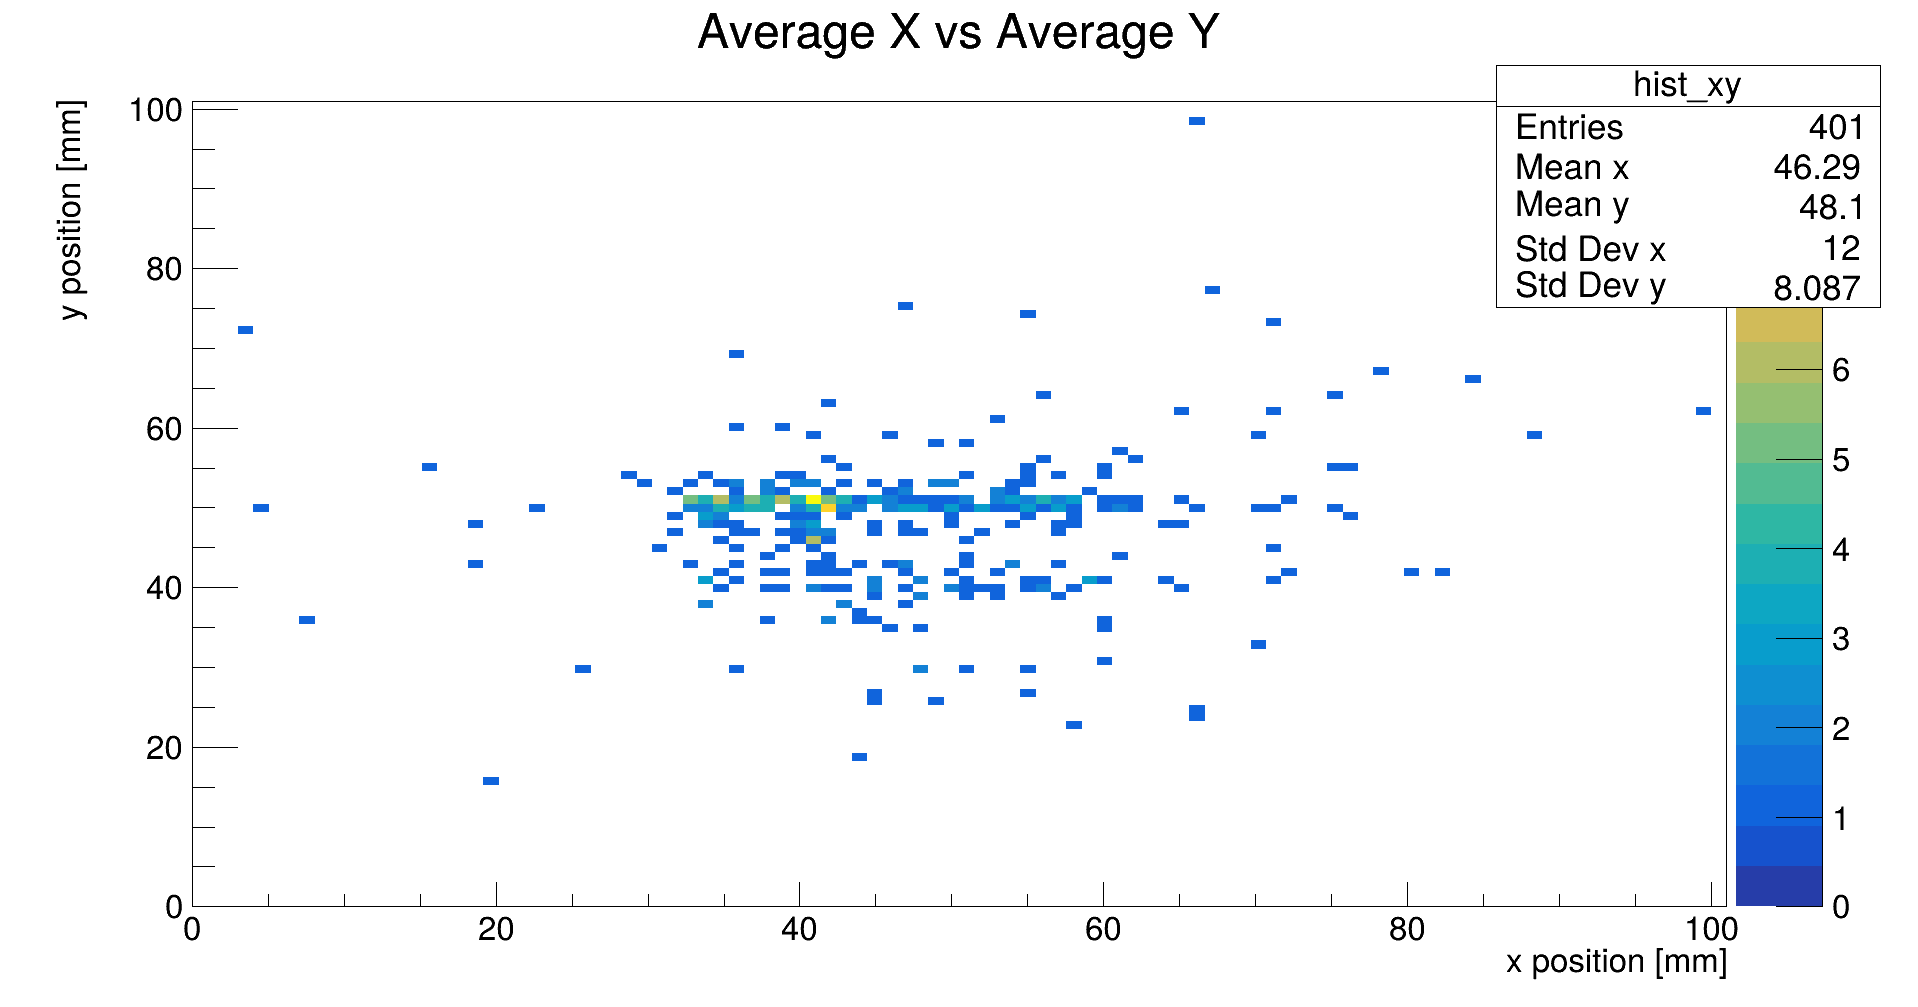 Average X vs Average Y
hist_xy
Entries 401
Mean x 46.29
Mean y 48.1
Std Dev x 12
Std Dev y 8.087
y position [mm]
100
80
60
40
20
0
0 20 40 60 80 100
x position [mm]
6
5
4
3
2
1
0